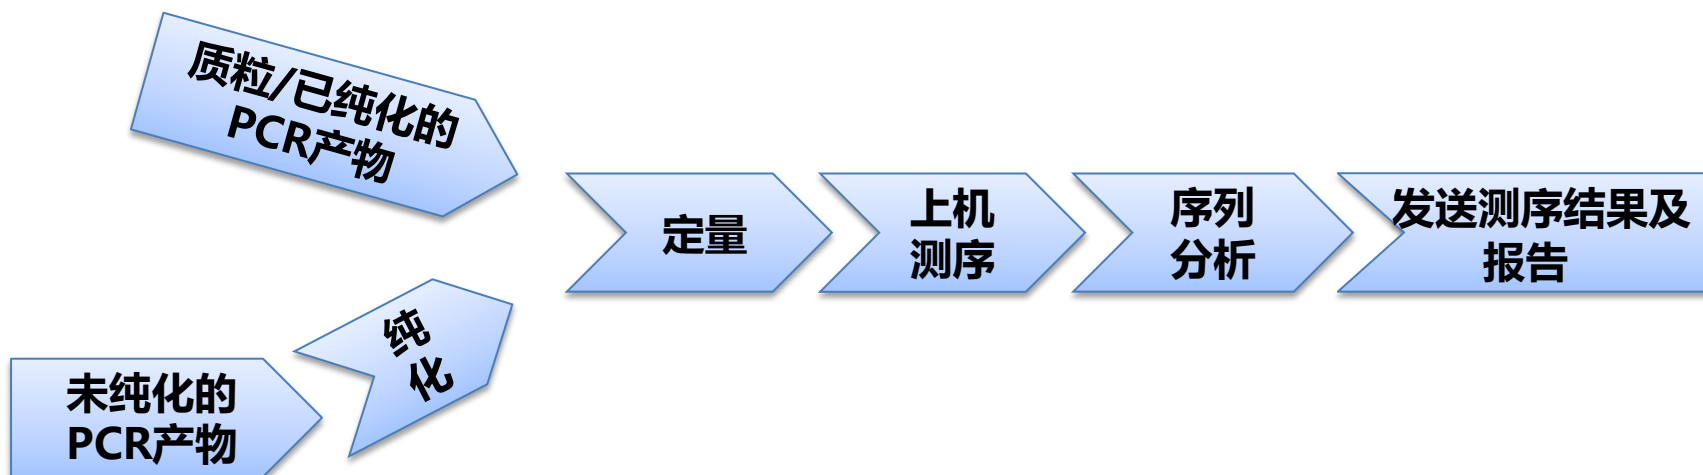 质粒/已纯化的
PCR产物
未纯化的
PCR产物
纯
化
定量
上机
测序
序列
分析
发送测序结果及
报告